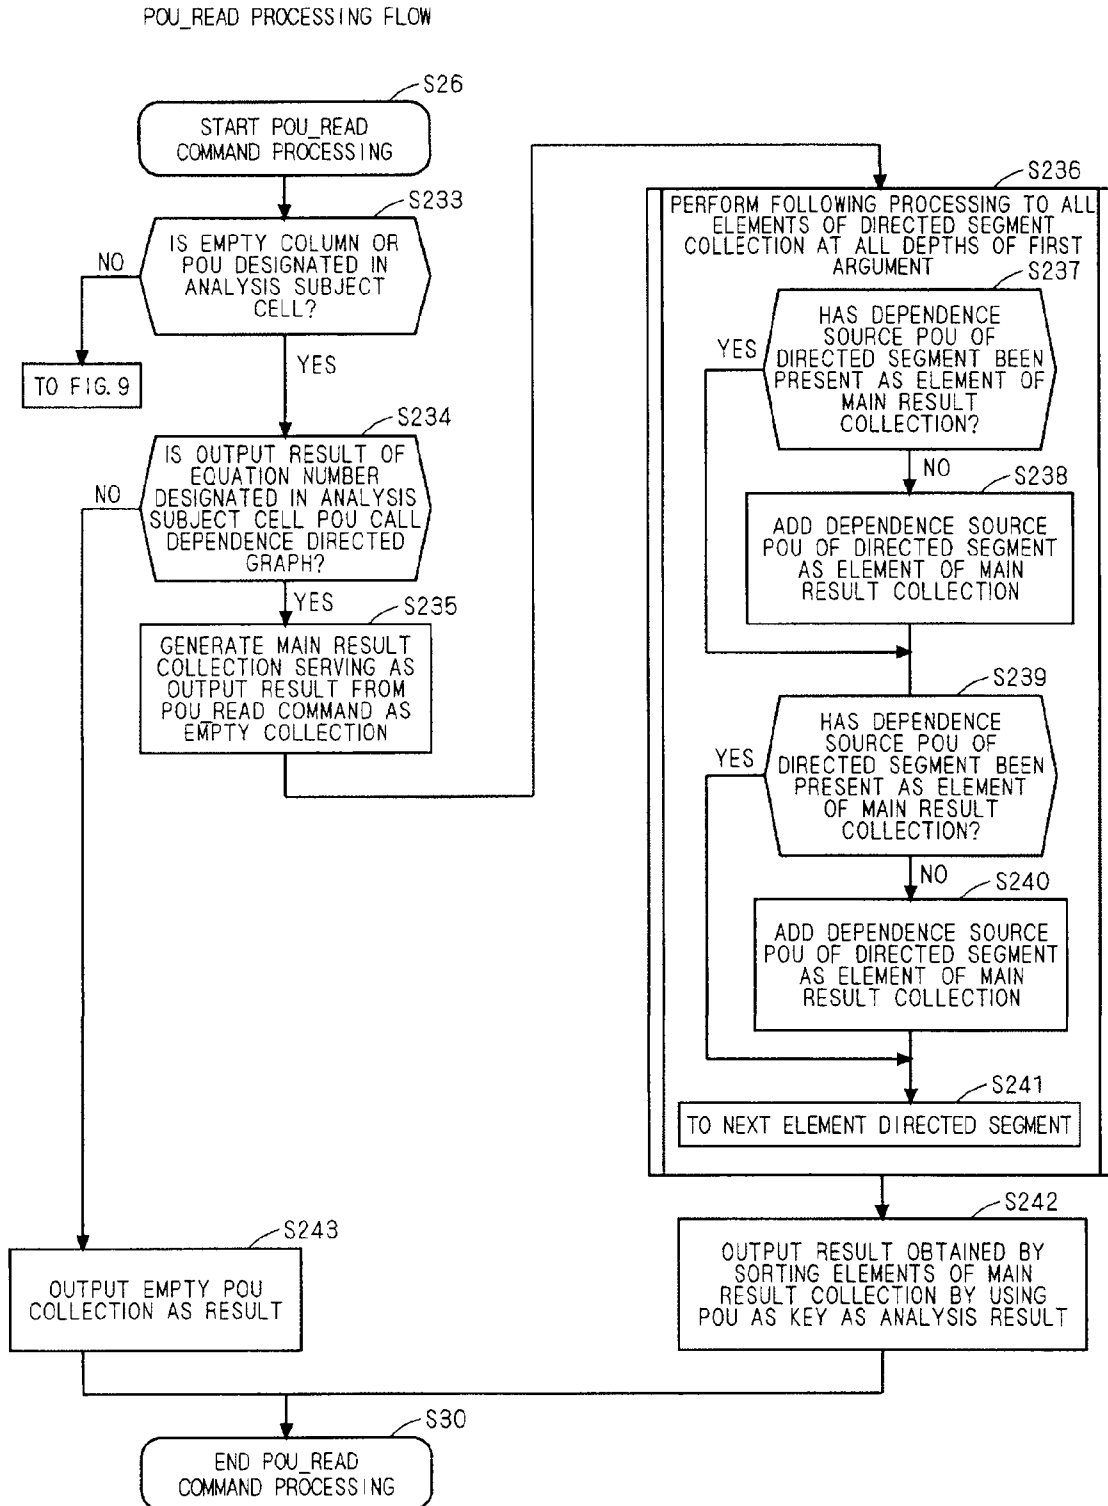 POU_READ PROCESSING FLOW
S26
START POU_READ
COMMAND PROCESSING
S233
IS EMPTY COLUMN OR
POU DESIGNATED IN
ANALYSIS SUBJECT
CELL?
NO
YES
TO FIG. 9
S234
IS OUTPUT RESULT OF
EQUATION NUMBER
DESIGNATED IN ANALYSIS
SUBJECT CELL POU CALL
DEPENDENCE DIRECTED
GRAPH?
NO
YES
S235
GENERATE MAIN RESULT
COLLECTION SERVING AS
OUTPUT RESULT FROM
POU_READ COMMAND AS
EMPTY COLLECTION
S236
PERFORM FOLLOWING PROCESSING TO ALL
ELEMENTS OF DIRECTED SEGMENT
COLLECTION AT ALL DEPTHS OF FIRST
ARGUMENT
S237
HAS DEPENDENCE
SOURCE POU OF
DIRECTED SEGMENT BEEN
PRESENT AS ELEMENT OF
MAIN RESULT
COLLECTION?
YES
NO
S238
ADD DEPENDENCE SOURCE
POU OF DIRECTED SEGMENT
AS ELEMENT OF MAIN
RESULT COLLECTION
S239
HAS DEPENDENCE
SOURCE POU OF
DIRECTED SEGMENT BEEN
PRESENT AS ELEMENT
OF MAIN RESULT
COLLECTION?
YES
NO
S240
ADD DEPENDENCE SOURCE
POU OF DIRECTED SEGMENT
AS ELEMENT OF MAIN
RESULT COLLECTION
S241
TO NEXT ELEMENT DIRECTED SEGMENT
S242
OUTPUT RESULT OBTAINED BY
SORTING ELEMENTS OF MAIN
RESULT COLLECTION BY USING
POU AS KEY AS ANALYSIS RESULT
S243
OUTPUT EMPTY POU
COLLECTION AS RESULT
S30
END POU_READ
COMMAND PROCESSING